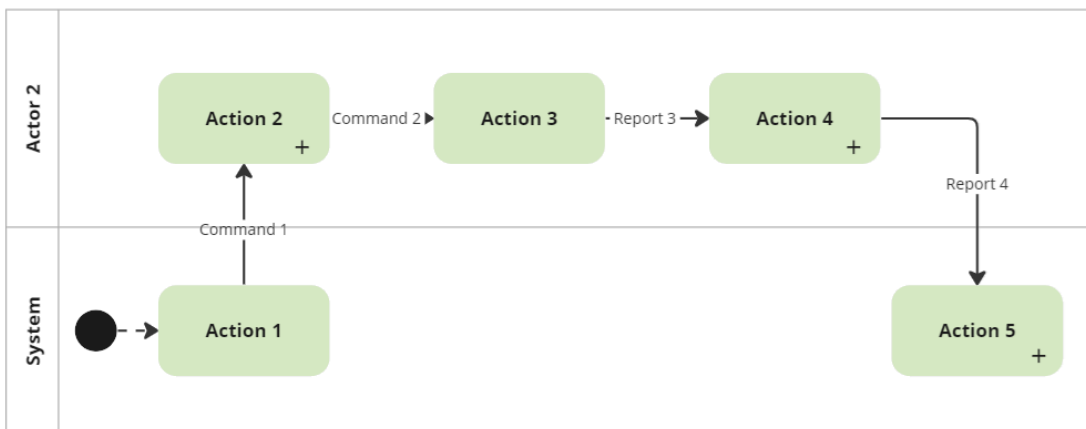 Actor 2
Action 2
+
Command 2
Action 3
Report 3
Action 4
+
Report 4
Command 1
System
Action 1
Action 5
+